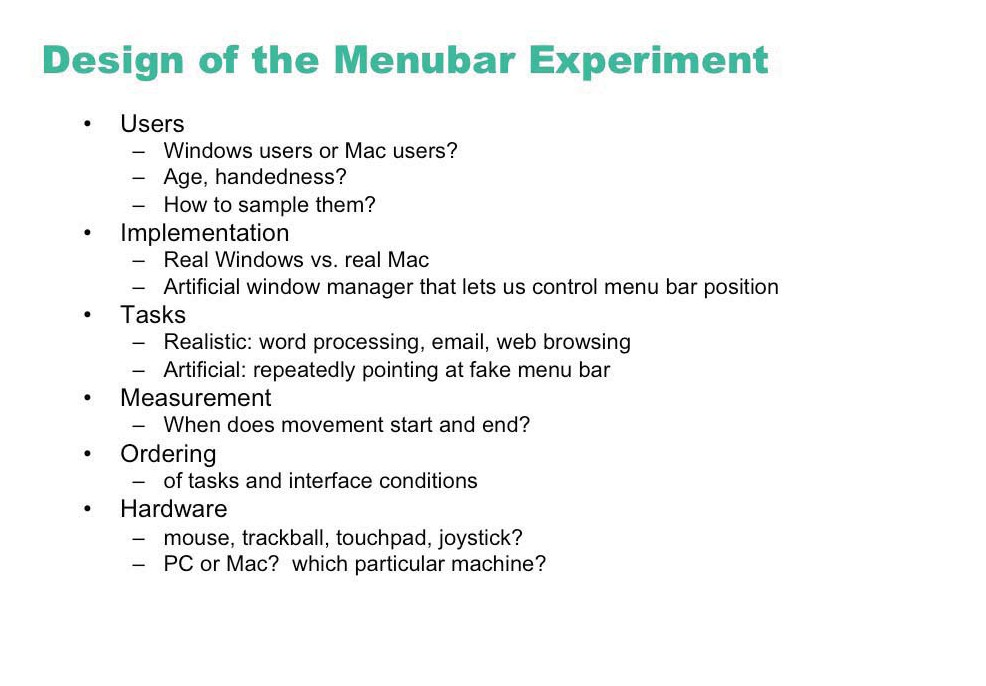 Design of the Menubar Experiment
• Users
– Windows users or Mac users?
– Age, handedness?
– How to sample them?
• Implementation
– Real Windows vs. real Mac
– Artificial window manager that lets us control menu bar position
• Tasks
– Realistic: word processing, email, web browsing
– Artificial: repeatedly pointing at fake menu bar
• Measurement
– When does movement start and end?
• Ordering
– of tasks and interface conditions
• Hardware
– mouse, trackball, touchpad, joystick?
– PC or Mac?  which particular machine?